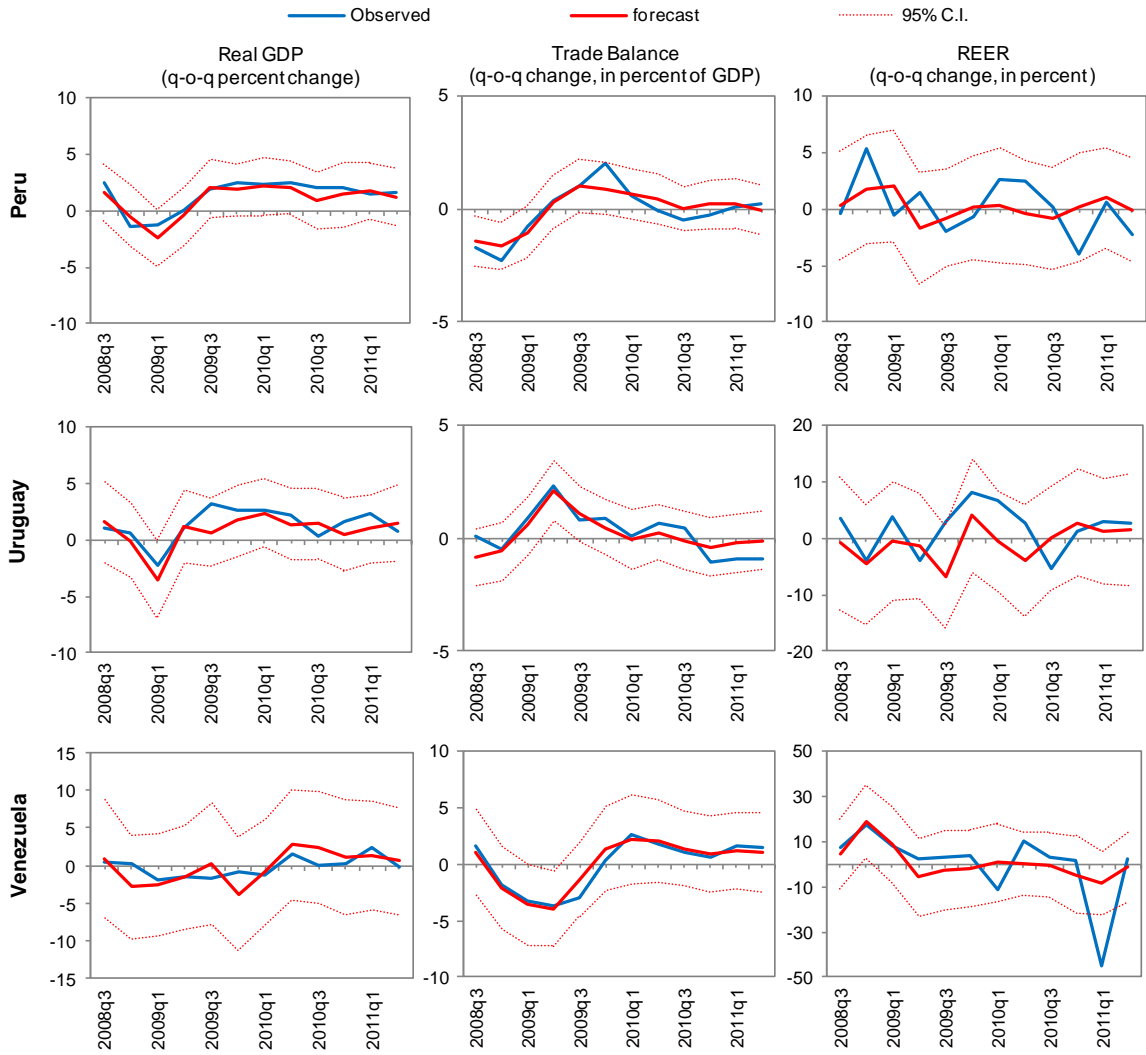 Observed
forecast
95% C.I.
Real GDP
(q-o-q percent change)
Trade Balance
(q-o-q change, in percent of GDP)
REER
(q-o-q change, in percent)
Peru
10
5
0
-5
-10
2008q3
2009q1
2009q3
2010q1
2010q3
2011q1
5
0
-5
2008q3
2009q1
2009q3
2010q1
2010q3
2011q1
10
5
0
-5
-10
2008q3
2009q1
2009q3
2010q1
2010q3
2011q1
Uruguay
10
5
0
-5
-10
2008q3
2009q1
2009q3
2010q1
2010q3
2011q1
5
0
-5
2008q3
2009q1
2009q3
2010q1
2010q3
2011q1
20
10
0
-10
-20
2008q3
2009q1
2009q3
2010q1
2010q3
2011q1
Venezuela
15
10
5
0
-5
-10
-15
2008q3
2009q1
2009q3
2010q1
2010q3
2011q1
10
5
0
-5
-10
2008q3
2009q1
2009q3
2010q1
2010q3
2011q1
50
30
10
-10
-30
-50
2008q3
2009q1
2009q3
2010q1
2010q3
2011q1